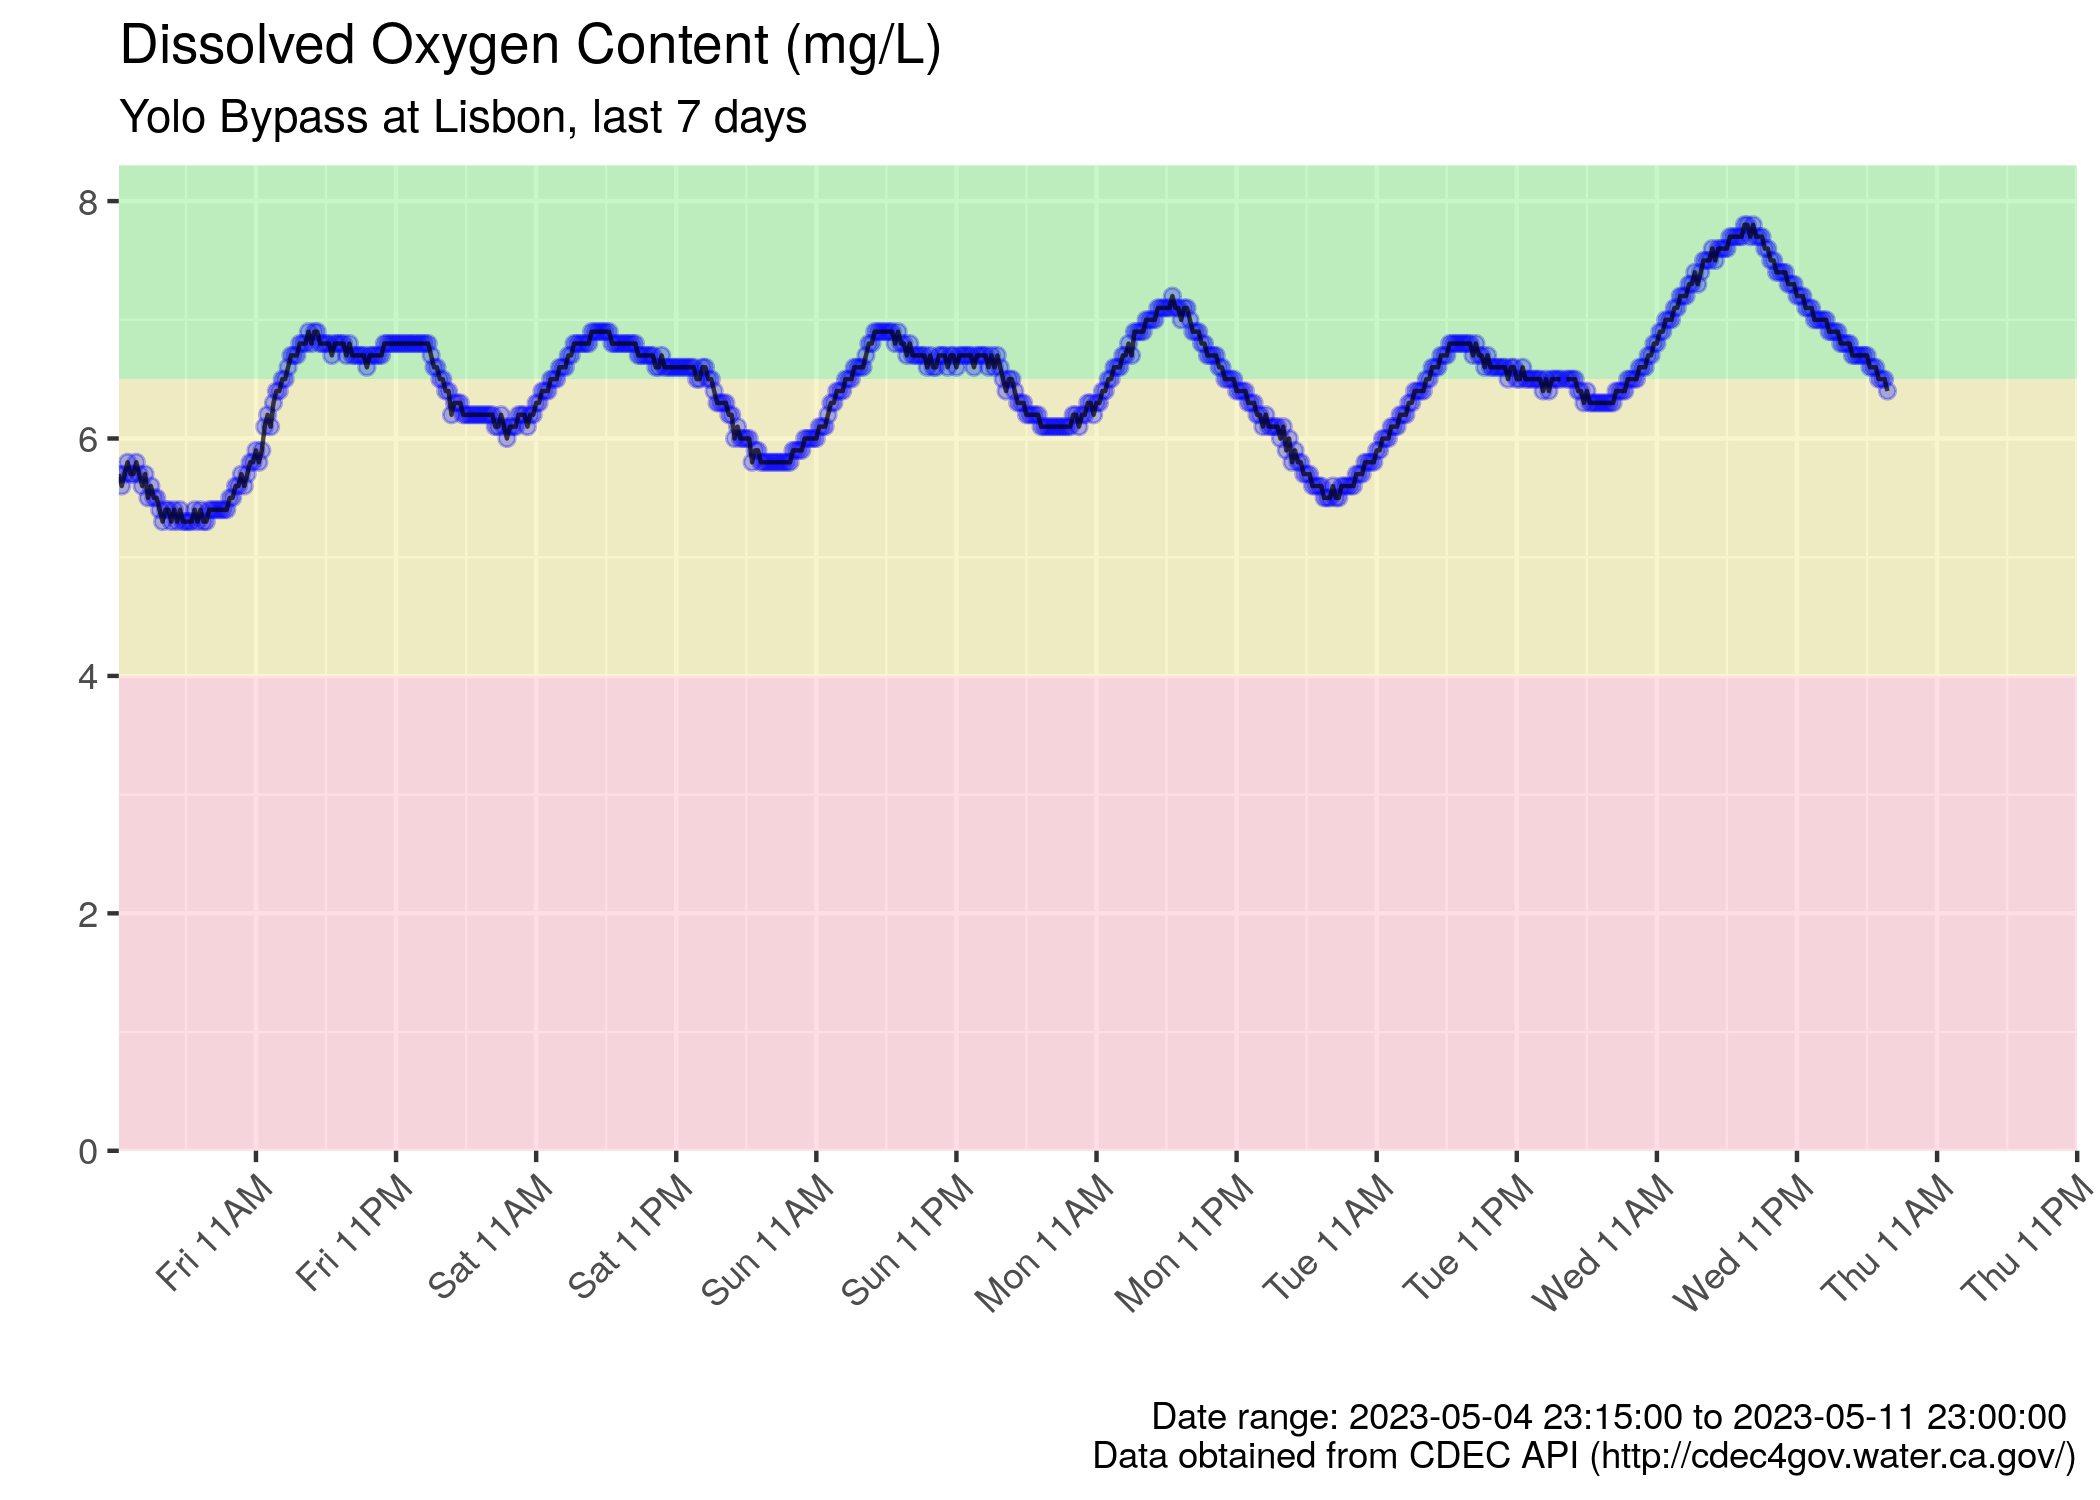 Dissolved Oxygen Content (mg/L)
Yolo Bypass at Lisbon, last 7 days
8
6
4
2
0
Fri 11AM
Fri 11PM
Sat 11AM
Sat 11PM
Sun 11AM
Sun 11PM
Mon 11AM
Mon 11PM
Tue 11AM
Tue 11PM
Wed 11AM
Wed 11PM
Thu 11AM
Thu 11PM
Date range: 2023-05-04 23:15:00 to 2023-05-11 23:00:00
Data obtained from CDEC API (http://cdec4gov.water.ca.gov/)